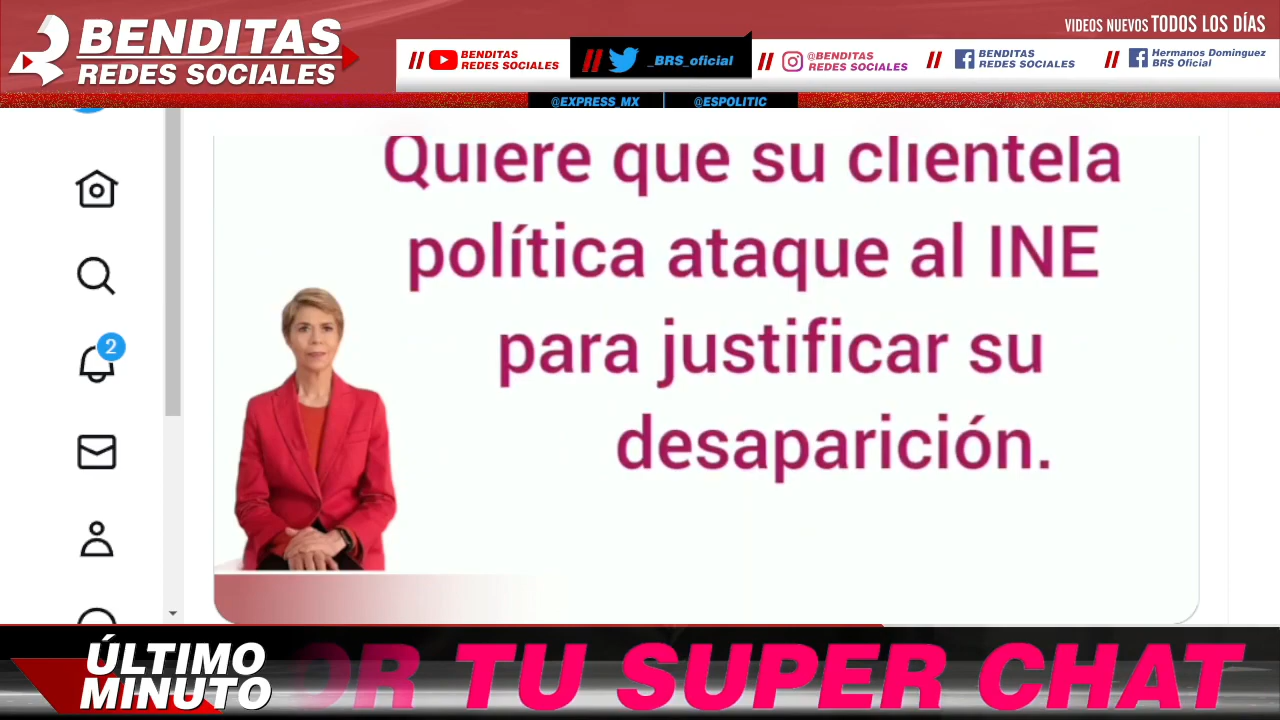 BENDITAS
REDES SOCIALES
VIDEOS NUEVOS TODOS LOS DÍAS
BENDITAS
REDES SOCIALES
_BRS_oficial
@BENDITAS
REDES SOCIALES
BENDITAS
REDES SOCIALES
Hermanos Dominguez
BRS Oficial
@EXPRESS_MX
@ESPOLITIC
Quiere que su clientela
política ataque al INE
para justificar su
desaparición.
2
ÚLTIMO
MINUTO
OR TU SUPER CHAT